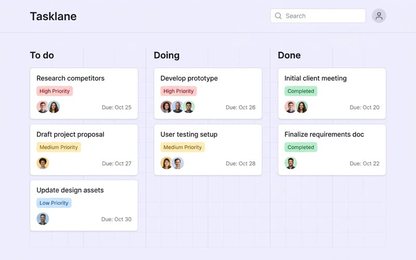 Tasklane
Search
To do
Research competitors
High Priority
Due: Oct 25
Draft project proposal
Medium Priority
Due: Oct 27
Update design assets
Low Priority
Due: Oct 30
Doing
Develop prototype
High Priority
Due: Oct 26
User testing setup
Medium Priority
Due: Oct 28
Done
Initial client meeting
Completed
Due: Oct 20
Finalize requirements doc
Completed
Due: Oct 22